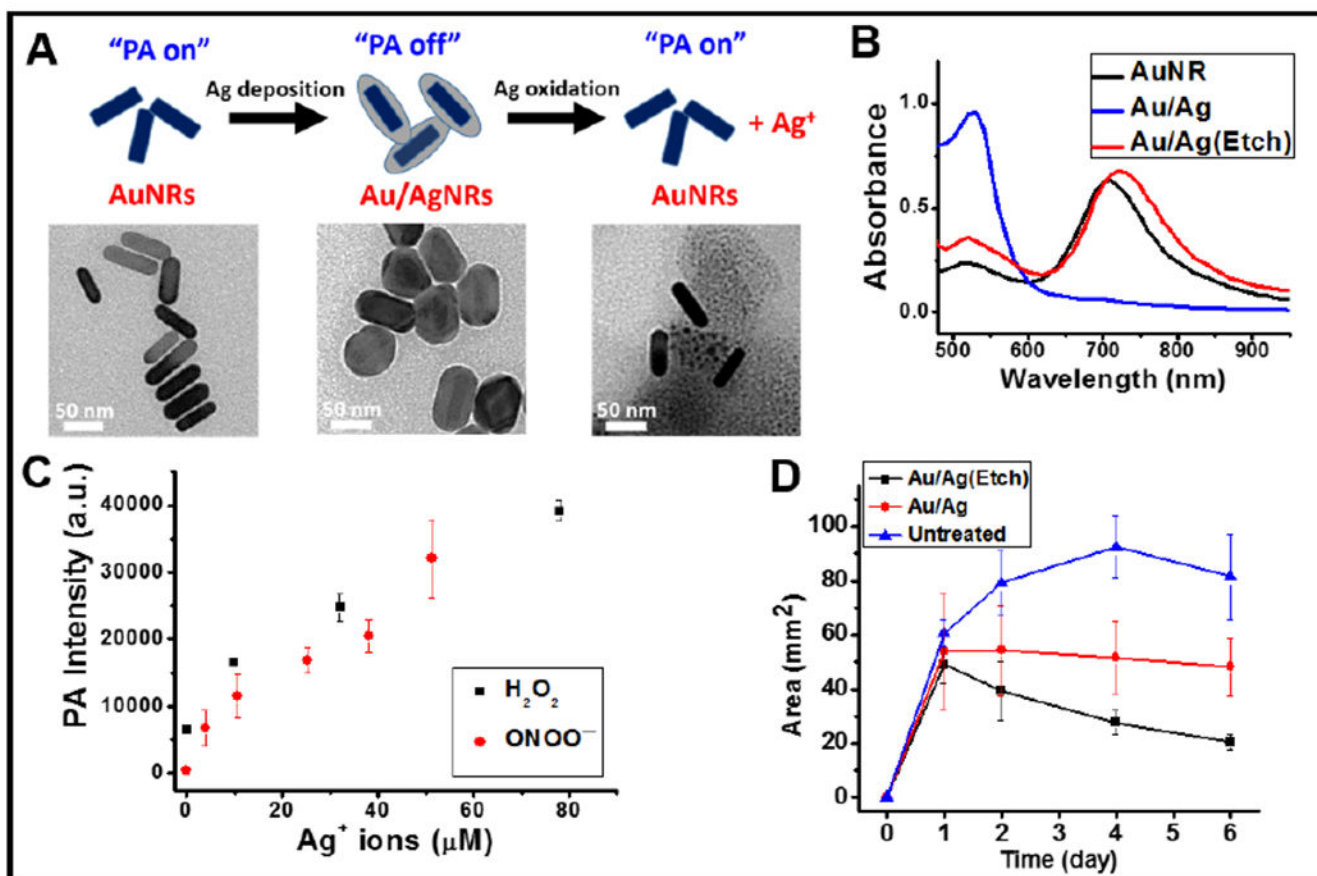 A
"PA on"
"PA off"
"PA on"
Ag deposition
Ag oxidation
+ Ag⁺
AuNRs
Au/AgNRs
AuNRs
50 nm
50 nm
50 nm
B
AuNR
Au/Ag
Au/Ag(Etch)
Absorbance
1.0
0.5
0.0
500
600
700
800
900
Wavelength (nm)
C
PA Intensity (a.u.)
40000
30000
20000
10000
0
H₂O₂
ONOO⁻
0
20
40
60
80
Ag⁺ ions (μM)
D
Au/Ag(Etch)
Au/Ag
Untreated
Area (mm²)
100
80
60
40
20
0
0
1
2
3
4
5
6
Time (day)